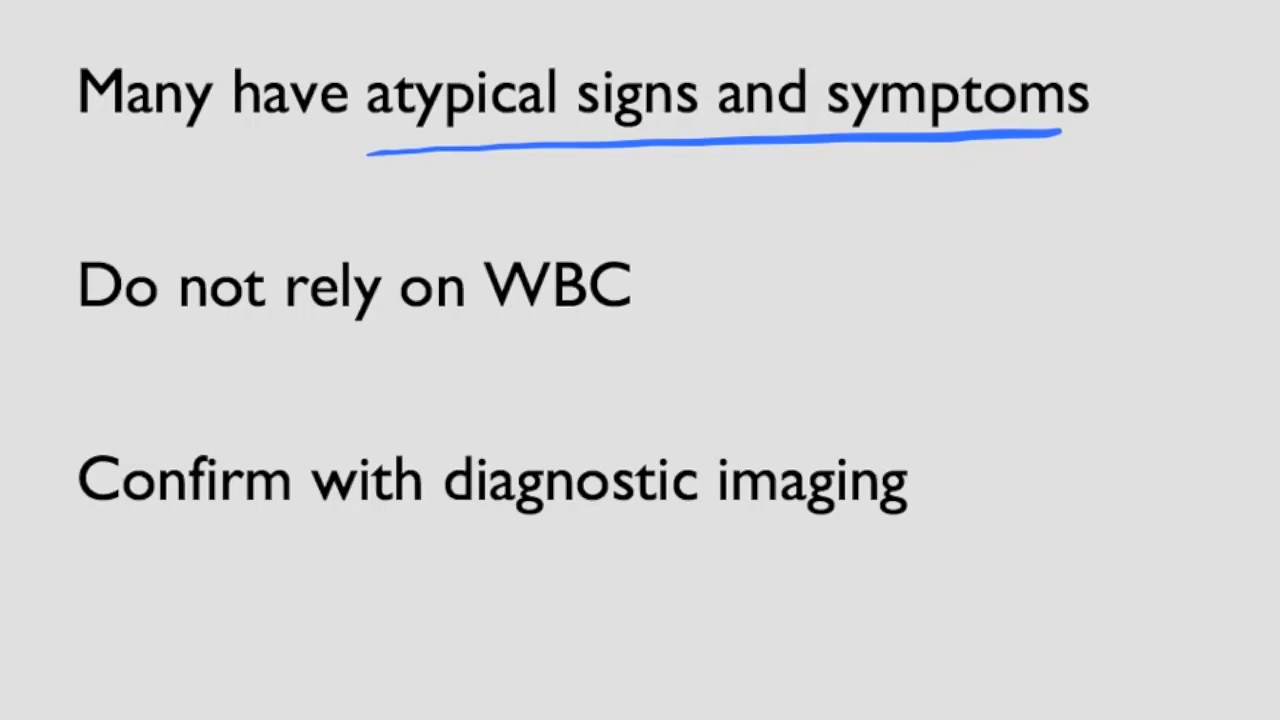 Many have atypical signs and symptoms
Do not rely on WBC
Confirm with diagnostic imaging